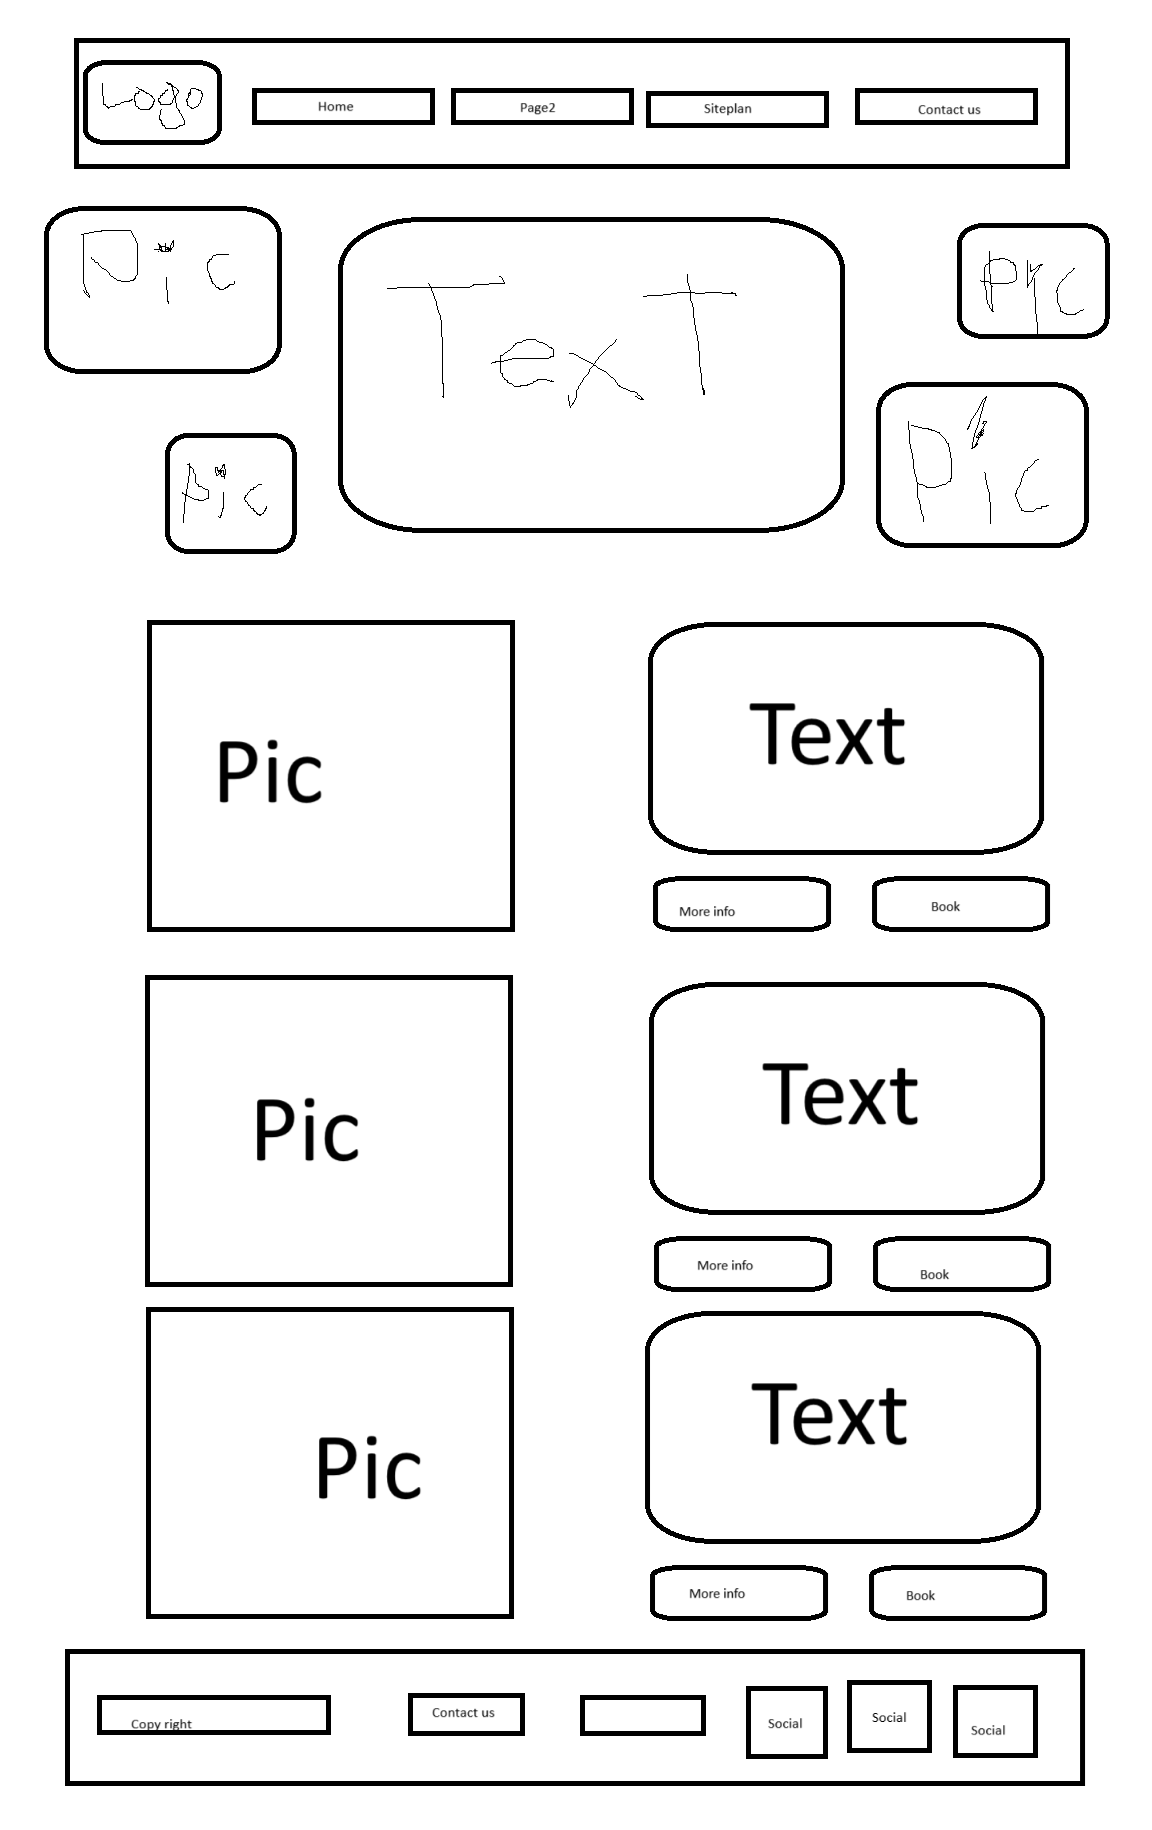 Logo
Home
Page2
Siteplan
Contact us
Pic
TexT
Pic
Pic
Pic
Pic
Text
More info
Book
Pic
Text
More info
Book
Pic
Text
More info
Book
Copy right
Contact us
Social
Social
Social